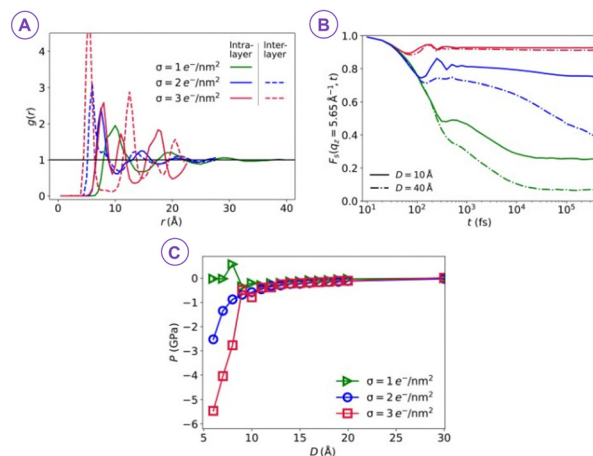 A
4
3
2
1
0
g(r)
0 10 20 30 40
r (Å)
Intra-layer Inter-layer
σ = 1 e⁻/nm²
σ = 2 e⁻/nm²
σ = 3 e⁻/nm²
B
1.0
0.8
0.6
0.4
0.2
0.0
Fₛ(q_z = 5.65 Å⁻¹, t)
D = 10 Å
D = 40 Å
10¹ 10² 10³ 10⁴ 10⁵
t (fs)
C
0
−1
−2
−3
−4
−5
−6
P (GPa)
σ = 1 e⁻/nm²
σ = 2 e⁻/nm²
σ = 3 e⁻/nm²
5 10 15 20 25 30
D (Å)